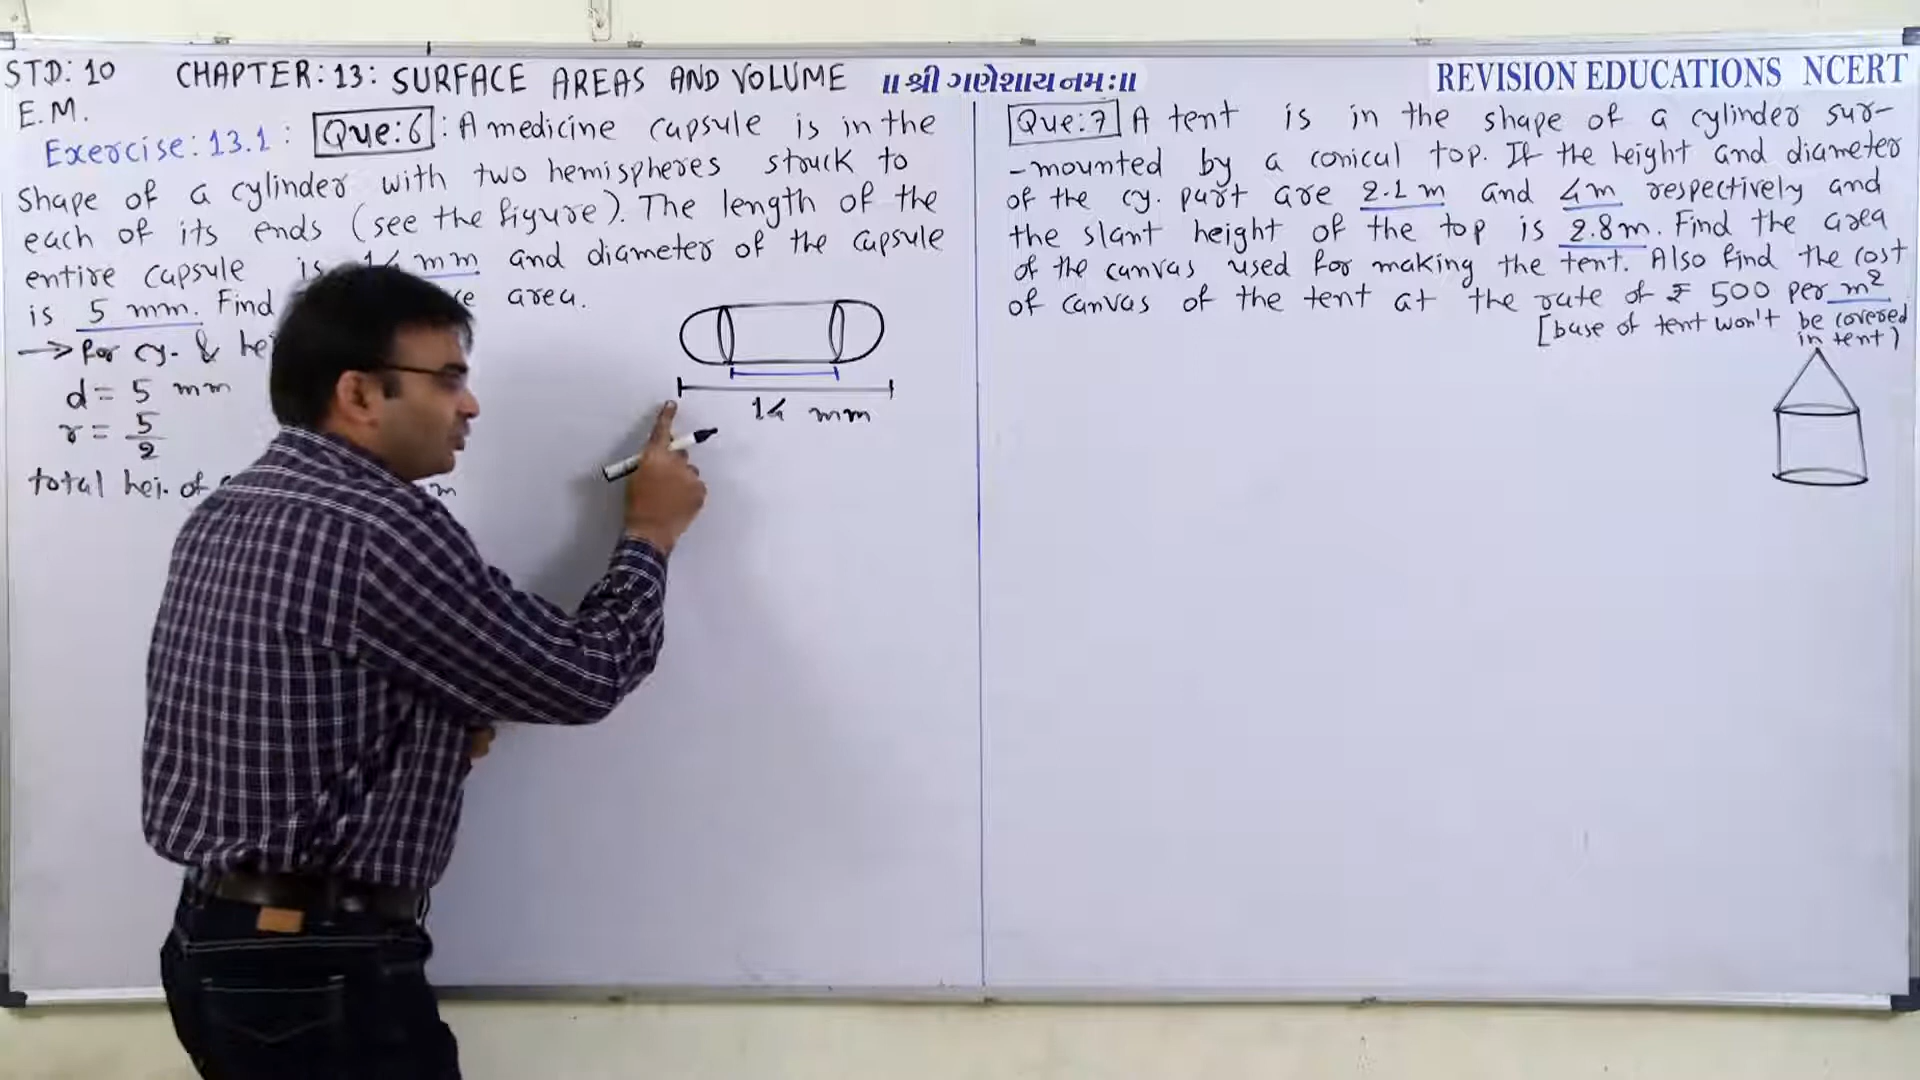 STD: 10 CHAPTER: 13: SURFACE AREAS AND VOLUME ॥ श्री ગણેશાય નમઃ॥ REVISION EDUCATIONS NCERT
E.M.
Exercise: 13.1: Que:6: A medicine capsule is in the
shape of a cylinder with two hemispheres struck to
each of its ends (see the figure). The length of the
entire capsule is 14 mm and diameter of the capsule
is 5 mm. Find area.
→ for cy. &
d = 5 mm
r = 5/2
total hei. of
14 mm
Que:7 A tent is in the shape of a cylinder sur-
-mounted by a conical top. If the height and diameter
of the cy. part are 2.1 m and 4m respectively and
the slant height of the top is 2.8m. Find the area
of the canvas used for making the tent. Also find the cost
of canvas of the tent at the rate of ₹ 500 per m²
[base of tent won't be covered
in tent)